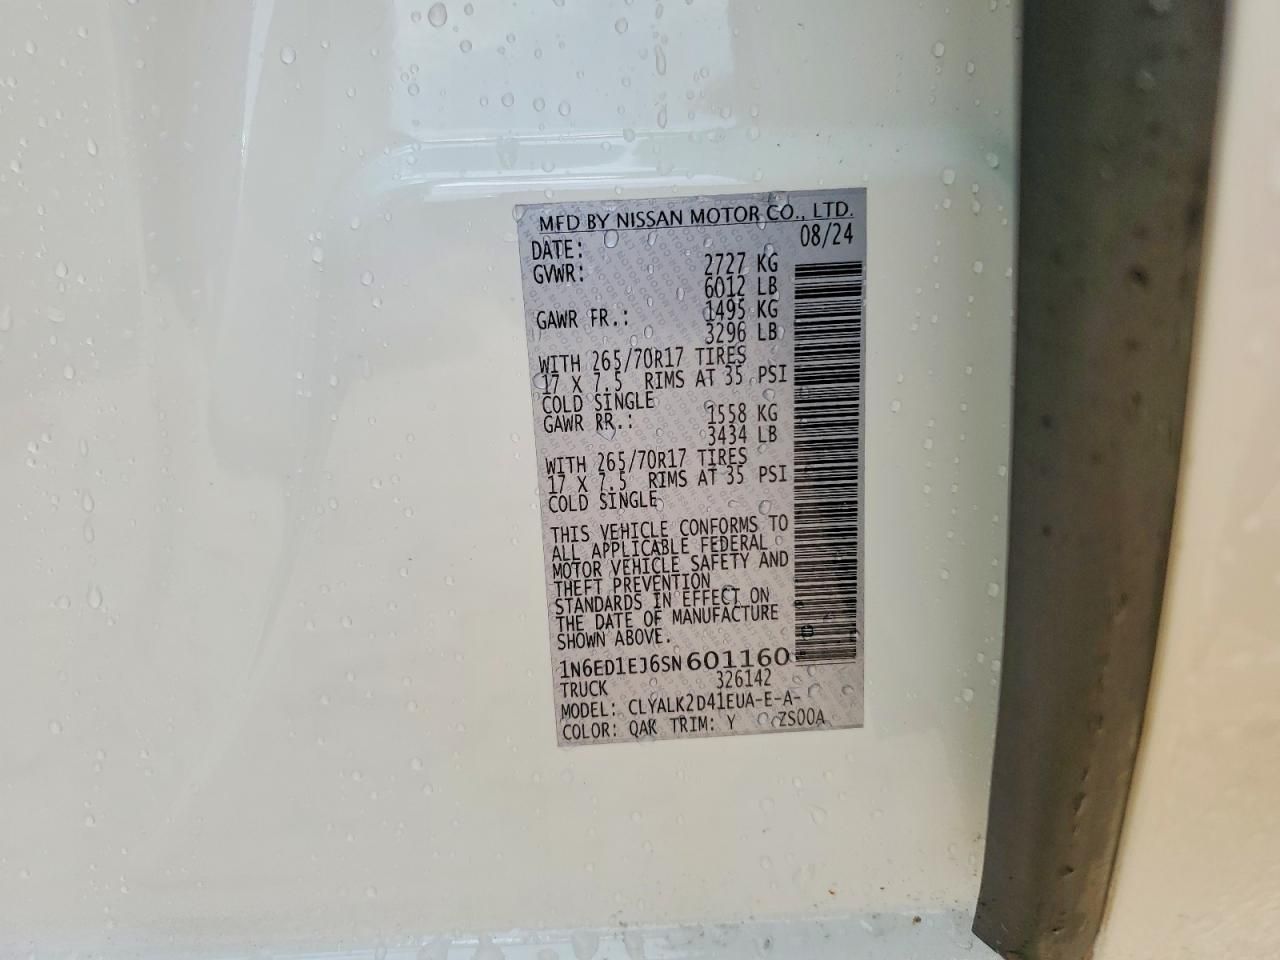 MFD BY NISSAN MOTOR CO., LTD.
DATE: 08/24
GVWR: 2727 KG
6012 LB
GAWR FR.: 1495 KG
3296 LB
WITH 265/70R17 TIRES
17 X 7.5 RIMS AT 35 PSI
COLD SINGLE
GAWR RR.: 1558 KG
3434 LB
WITH 265/70R17 TIRES
17 X 7.5 RIMS AT 35 PSI
COLD SINGLE
THIS VEHICLE CONFORMS TO
ALL APPLICABLE FEDERAL
MOTOR VEHICLE SAFETY AND
THEFT PREVENTION
STANDARDS IN EFFECT ON
THE DATE OF MANUFACTURE
SHOWN ABOVE.
1N6ED1EJ6SN601160
TRUCK 326142
MODEL: CLYALK2D41EUA-E-A-
COLOR: QAK TRIM: Y ZS00A